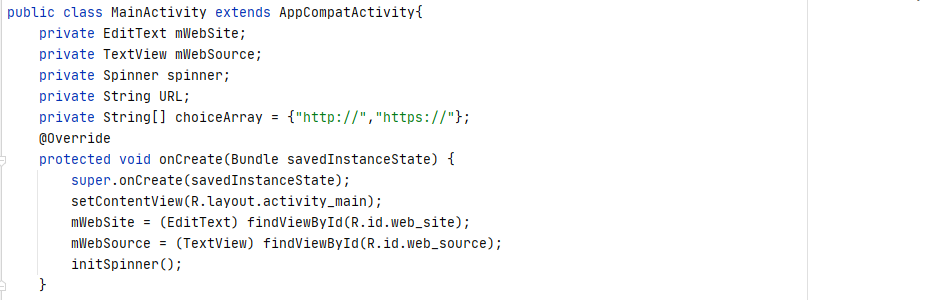 public class MainActivity extends AppCompatActivity{
    private EditText mWebSite;
    private TextView mWebSource;
    private Spinner spinner;
    private String URL;
    private String[] choiceArray = {"http://","https://"};
    @Override
    protected void onCreate(Bundle savedInstanceState) {
        super.onCreate(savedInstanceState);
        setContentView(R.layout.activity_main);
        mWebSite = (EditText) findViewById(R.id.web_site);
        mWebSource = (TextView) findViewById(R.id.web_source);
        initSpinner();
    }